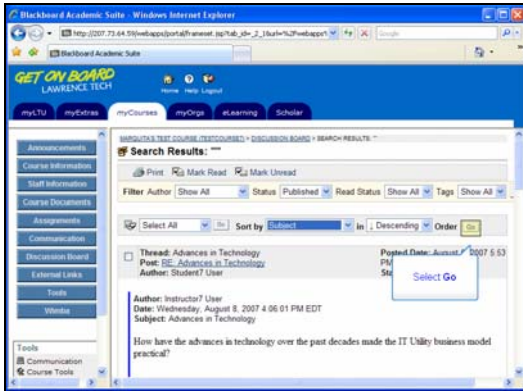 Blackboard Academic Suite - Windows Internet Explorer
Google
Blackboard Academic Suite
GET ON BOARD
LAWRENCE TECH
Home Help Logout
myLTU myExtras myCourses myOrgs eLearning Scholar
Announcements
Course Information
Staff Information
Course Documents
Assignments
Communication
Discussion Board
External Links
Tools
Wimba
Tools
Communication
Course Tools
MARQUITA'S TEST COURSE (TESTCOURSE7) > DISCUSSION BOARD > SEARCH RESULTS: ""
Search Results: ""
Print Mark Read Mark Unread
Filter Author Show All Status Published Read Status Show All Tags Show All
Select All Go Sort by Subject in ↓ Descending Order Go
Thread: Advances in Technology
Post: RE: Advances in Technology
Author: Student7 User
Posted Date: August 2007 5:53
PM
Select Go
Author: Instructor7 User
Date: Wednesday, August 8, 2007 4:06:01 PM EDT
Subject: Advances in Technology
How have the advances in technology over the past decades made the IT Utility business model
practical?